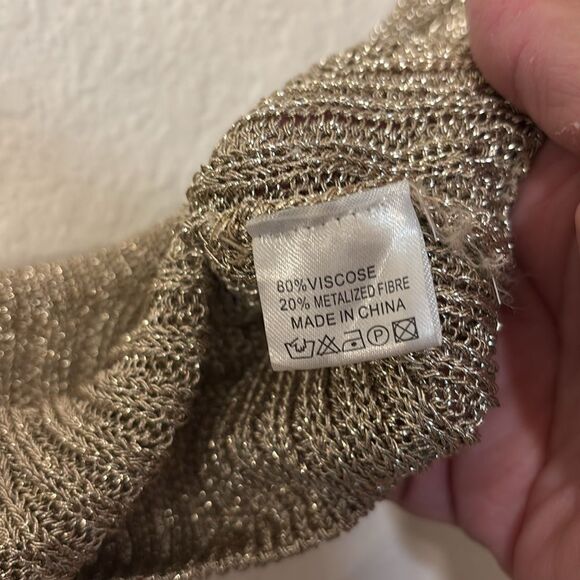 80%VISCOSE
20% METALIZED FIBRE
MADE IN CHINA
P